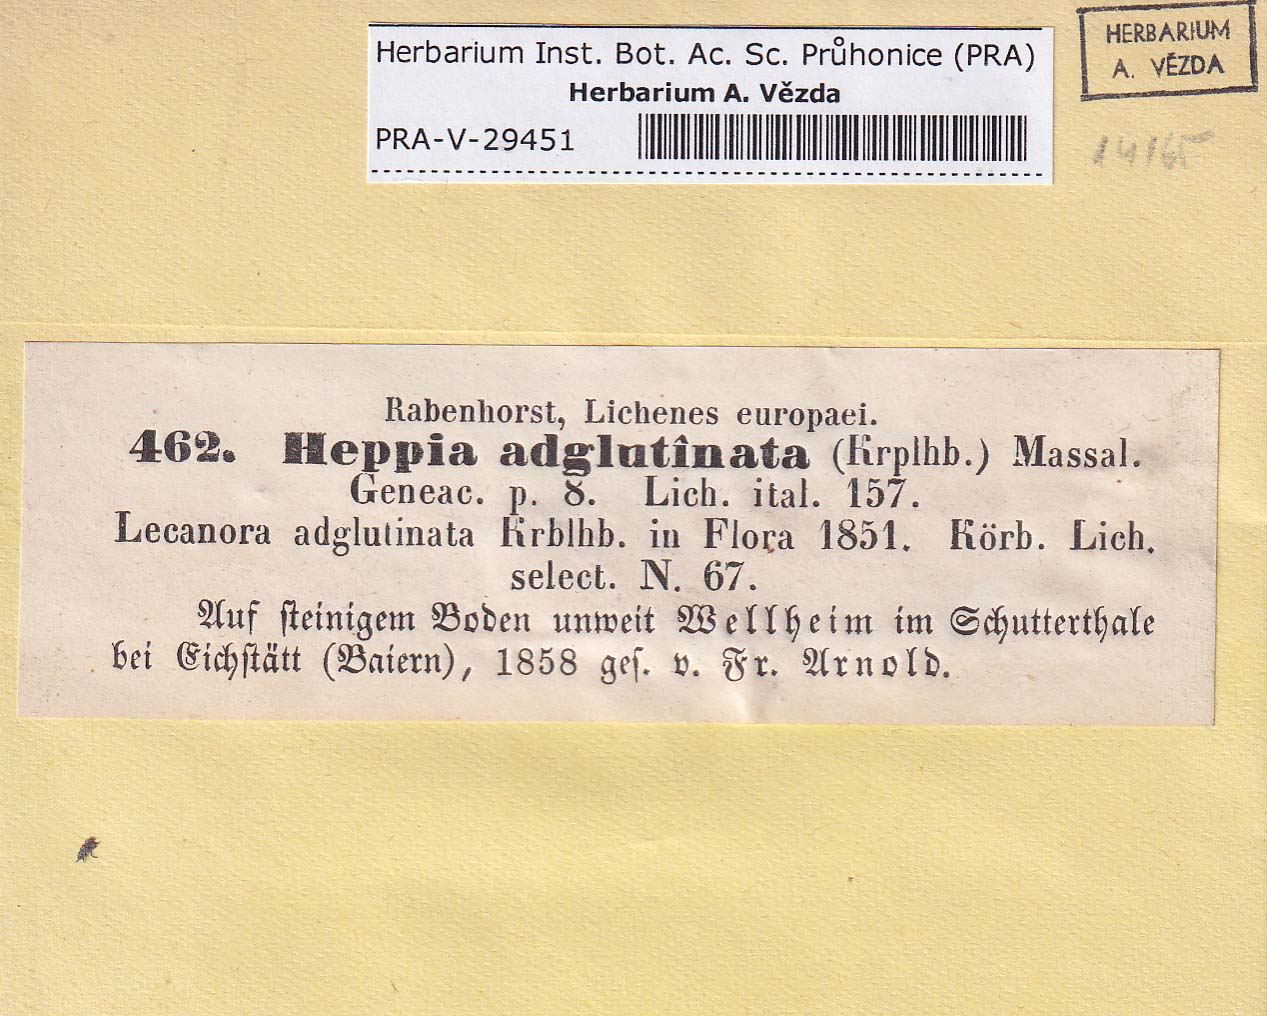 Herbarium Inst. Bot. Ac. Sc. Průhonice (PRA)
Herbarium A. Vězda
PRA-V-29451
HERBARIUM
A. VĚZDA
14165
Rabenhorst, Lichenes europaei.
462. Heppia adglutînata (Krplhb.) Massal.
Geneac. p. 8. Lich. ital. 157.
Lecanora adglutinata Krblhb. in Flora 1851. Körb. Lich.
select. N. 67.
Auf steinigem Boden unweit Wellheim im Schutterthale
bei Eichstätt (Baiern), 1858 ges. v. Fr. Arnold.